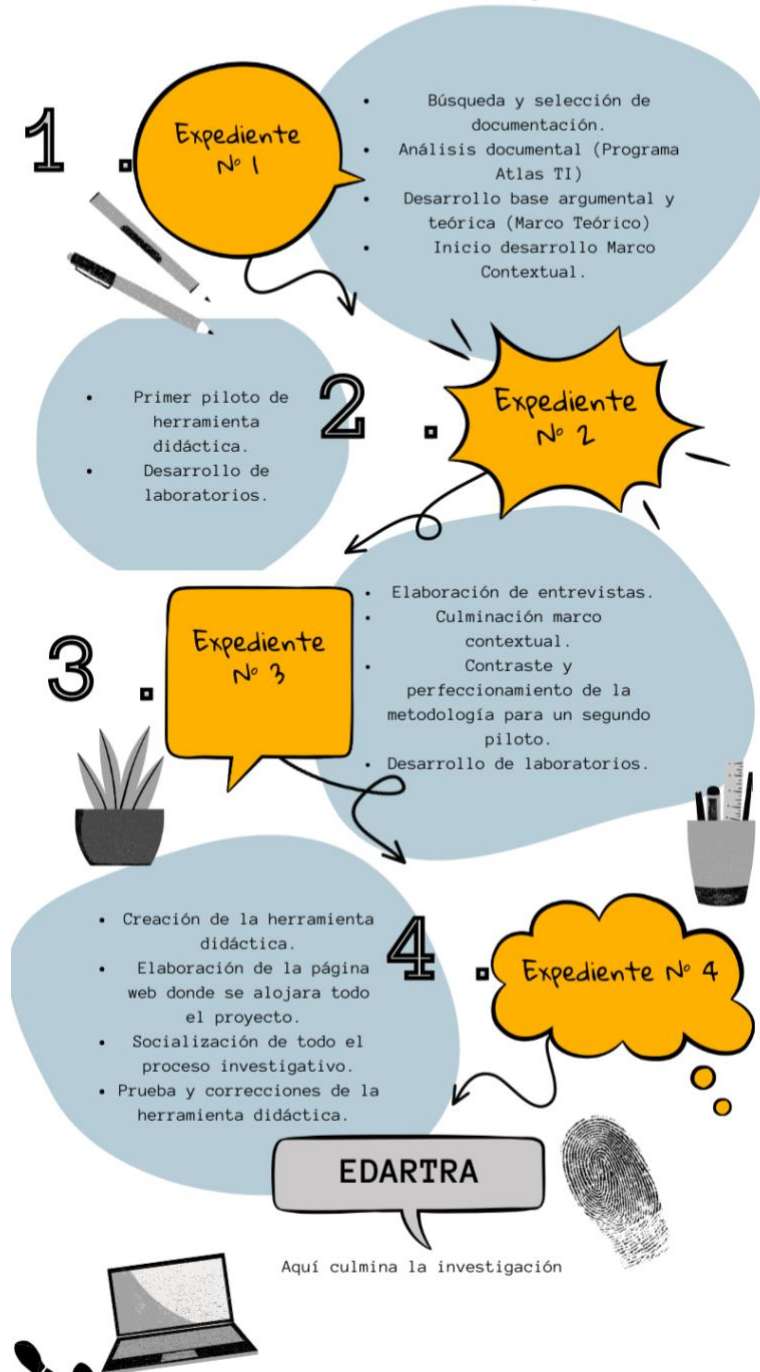 1.
Expediente
Nº 1
• Búsqueda y selección de
documentación.
• Análisis documental (Programa
Atlas TI)
• Desarrollo base argumental y
teórica (Marco Teórico)
• Inicio desarrollo Marco
Contextual.
2.
Expediente
Nº 2
• Primer piloto de
herramienta
didáctica.
• Desarrollo de
laboratorios.
3.
Expediente
Nº 3
• Elaboración de entrevistas.
• Culminación marco
contextual.
• Contraste y
perfeccionamiento de la
metodología para un segundo
piloto.
• Desarrollo de laboratorios.
4.
Expediente Nº 4
• Creación de la herramienta
didáctica.
• Elaboración de la página
web donde se alojara todo
el proyecto.
• Socialización de todo el
proceso investigativo.
• Prueba y correcciones de la
herramienta didáctica.
EDARTRA
Aquí culmina la investigación